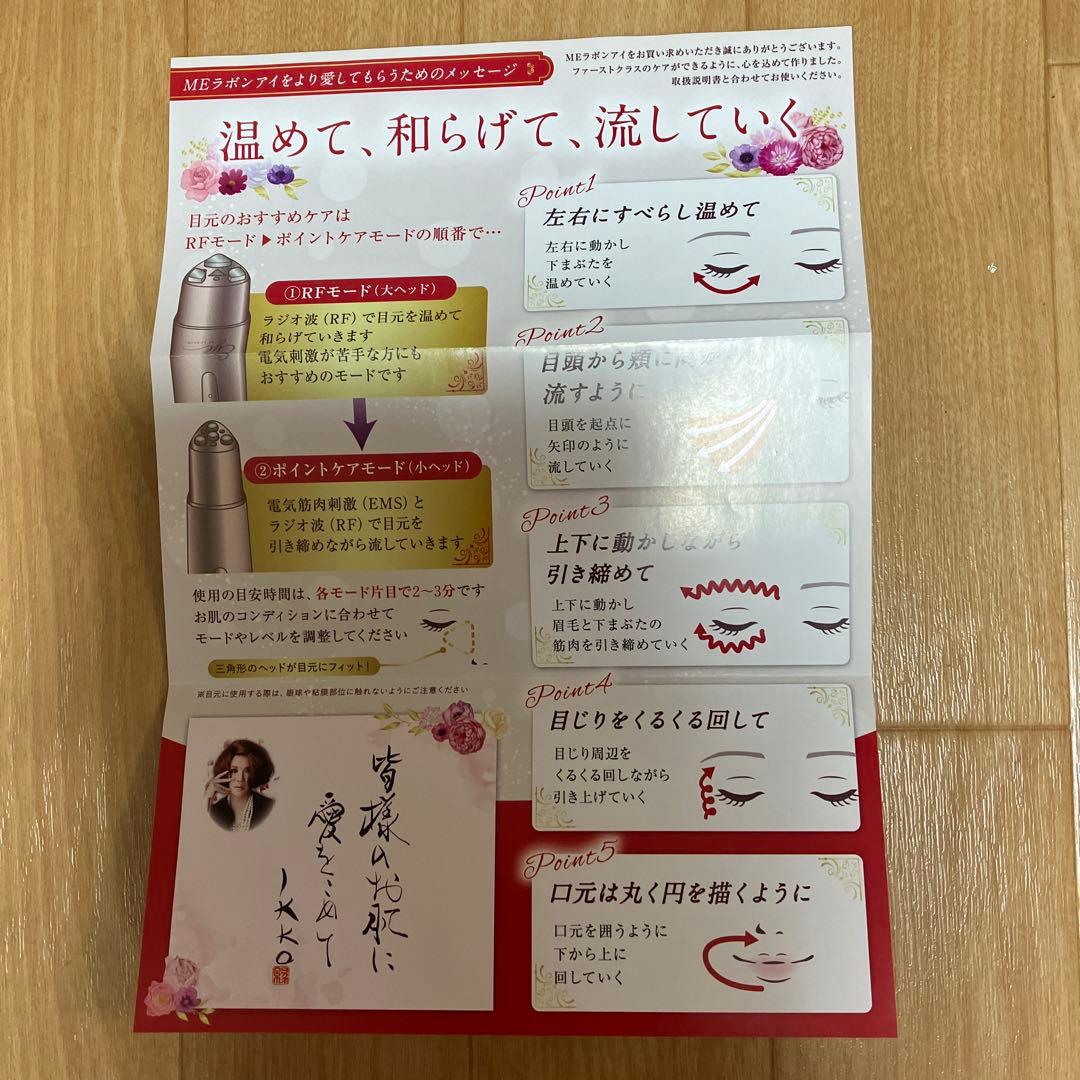 MEラボンアイをより愛してもらうためのメッセージ
MEラボンアイをお買い求めいただき誠にありがとうございます。
ファーストクラスのケアができるように、心を込めて作りました。
取扱説明書と合わせてお使いください。
温めて、和らげて、流していく
目元のおすすめケアは
RFモード▶ポイントケアモードの順番で…
①RFモード(大ヘッド)
ラジオ波(RF)で目元を温めて
和らげていきます
電気刺激が苦手な方にも
おすすめのモードです
②ポイントケアモード(小ヘッド)
電気筋肉刺激(EMS)と
ラジオ波(RF)で目元を
引き締めながら流していきます
使用の目安時間は、各モード片目で2〜3分です
お肌のコンディションに合わせて
モードやレベルを調整してください
三角形のヘッドが目元にフィット!
※目元に使用する際は、眼球や粘膜部位に触れないようにご注意ください
皆様のお肌に
愛をこめて
IKKO
Point1
左右にすべらし温めて
左右に動かし
下まぶたを
温めていく
Point2
目頭から頬に
流すように
目頭を起点に
矢印のように
流していく
Point3
上下に動かしながら
引き締めて
上下に動かし
眉毛と下まぶたの
筋肉を引き締めていく
Point4
目じりをくるくる回して
目じり周辺を
くるくる回しながら
引き上げていく
Point5
口元は丸く円を描くように
口元を囲うように
下から上に
回していく